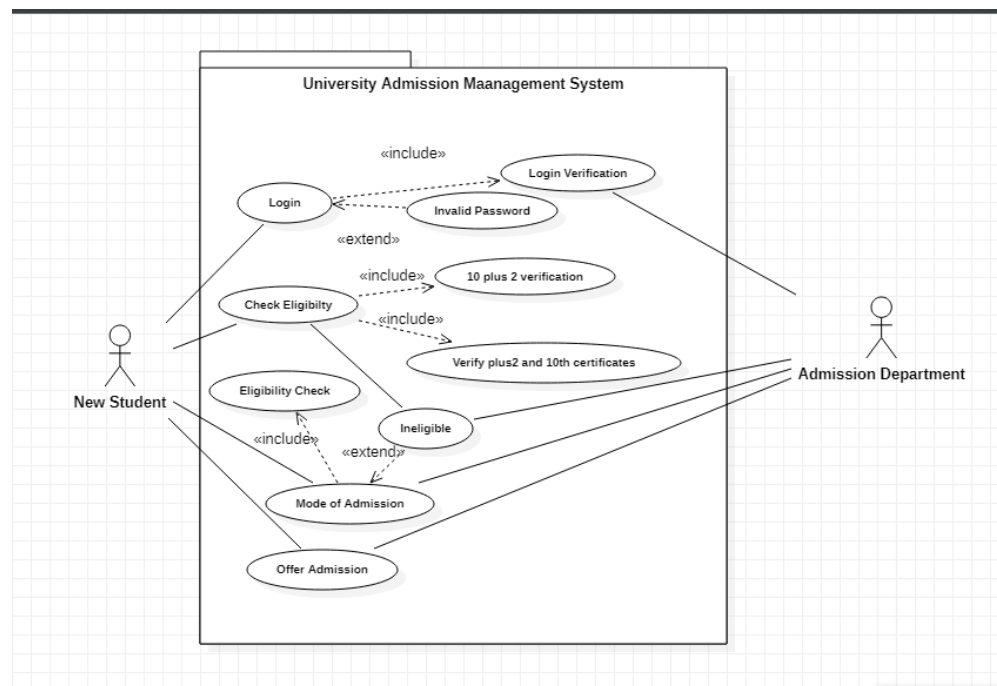 University Admission Maanagement System
«include»
Login Verification
Login
Invalid Password
«extend»
«include»
10 plus 2 verification
Check Eligibilty
«include»
Verify plus2 and 10th certificates
New Student
Admission Department
Eligibility Check
Ineligible
«include»
«extend»
Mode of Admission
Offer Admission